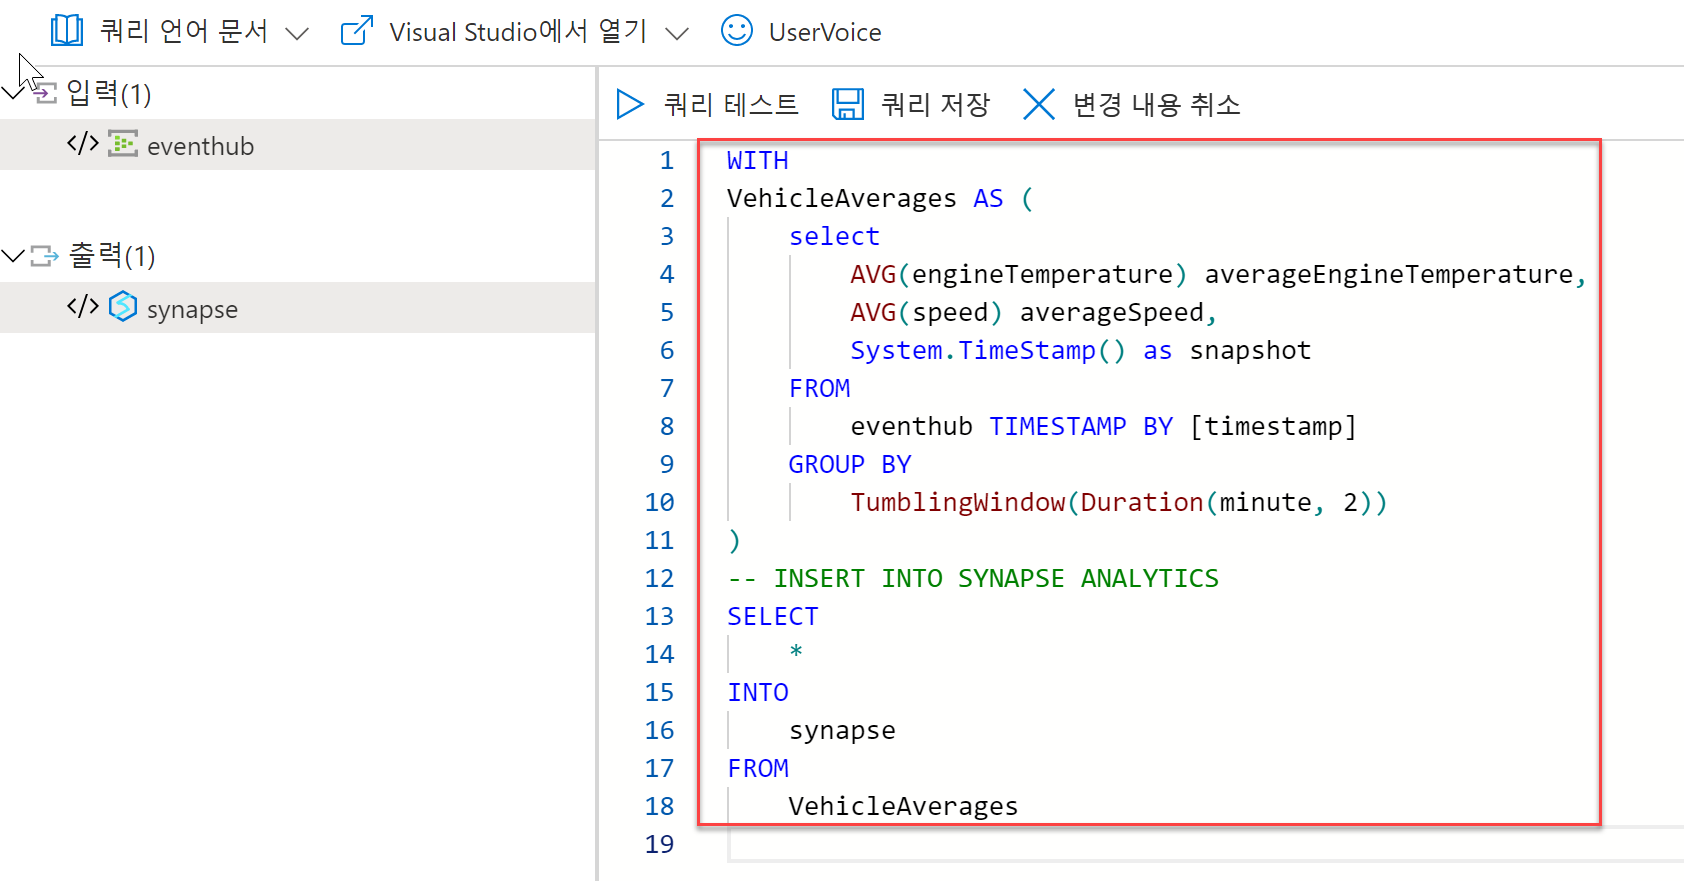 쿼리 언어 문서 Visual Studio에서 열기 UserVoice
입력(1)
</> eventhub
출력(1)
</> synapse
쿼리 테스트 쿼리 저장 변경 내용 취소
1 WITH
2 VehicleAverages AS (
3 select
4 AVG(engineTemperature) averageEngineTemperature,
5 AVG(speed) averageSpeed,
6 System.TimeStamp() as snapshot
7 FROM
8 eventhub TIMESTAMP BY [timestamp]
9 GROUP BY
10 TumblingWindow(Duration(minute, 2))
11 )
12 -- INSERT INTO SYNAPSE ANALYTICS
13 SELECT
14 *
15 INTO
16 synapse
17 FROM
18 VehicleAverages
19